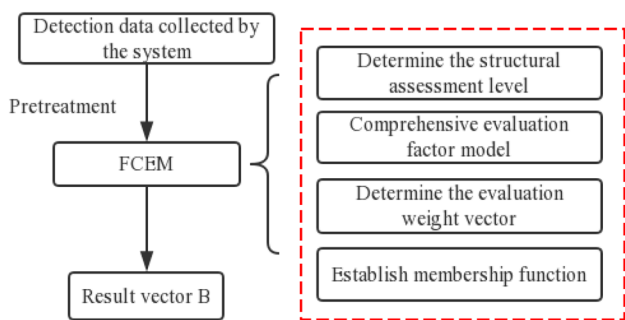 Detection data collected by
the system
Pretreatment
FCEM
Result vector B
Determine the structural
assessment level
Comprehensive evaluation
factor model
Determine the evaluation
weight vector
Establish membership function